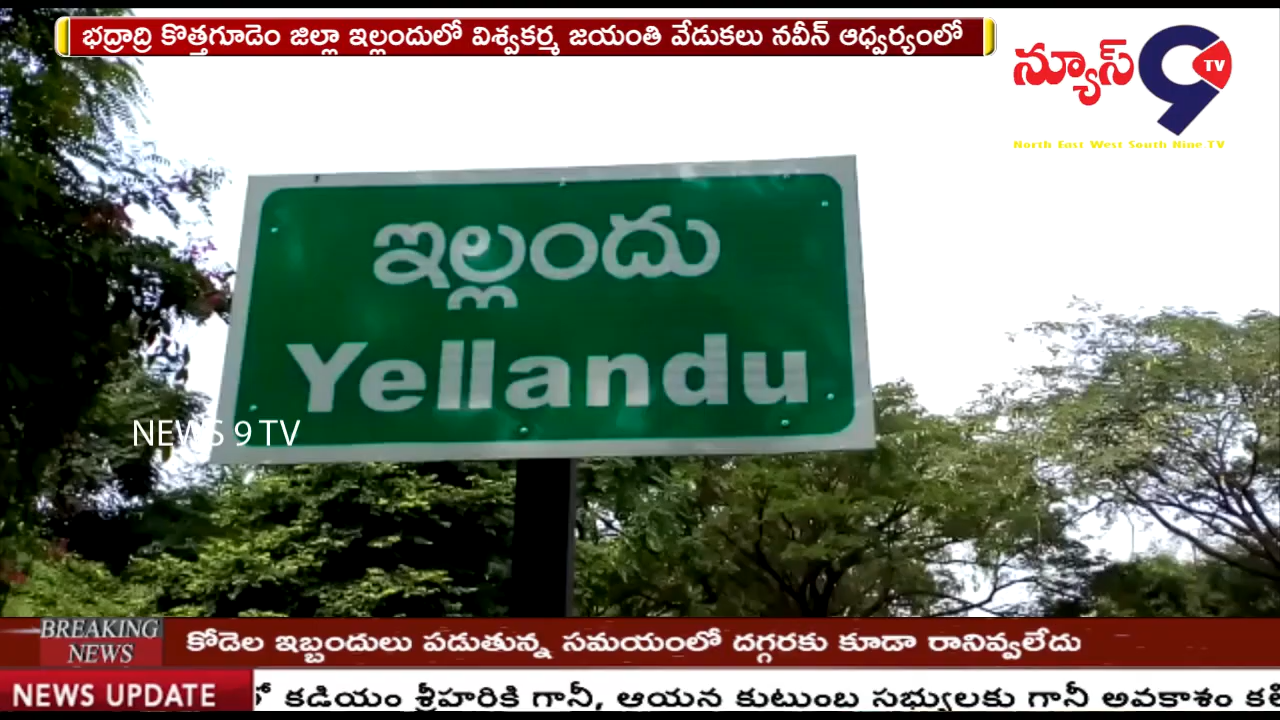 భద్రాద్రి కొత్తగూడెం జిల్లా ఇల్లందులో విశ్వకర్మ జయంతి వేడుకలు నవీన్ ఆధ్వర్యంలో
న్యూస్ 9 TV
North East West South Nine TV
ఇల్లందు
Yellandu
NEWS 9 TV
BREAKING NEWS
కోడెల ఇబ్బందులు పడుతున్న సమయంలో దగ్గరకు కూడా రానివ్వలేదు
NEWS UPDATE
కడియం శ్రీహరికి గానీ, ఆయన కుటుంబ సభ్యులకు గానీ అవకాశం